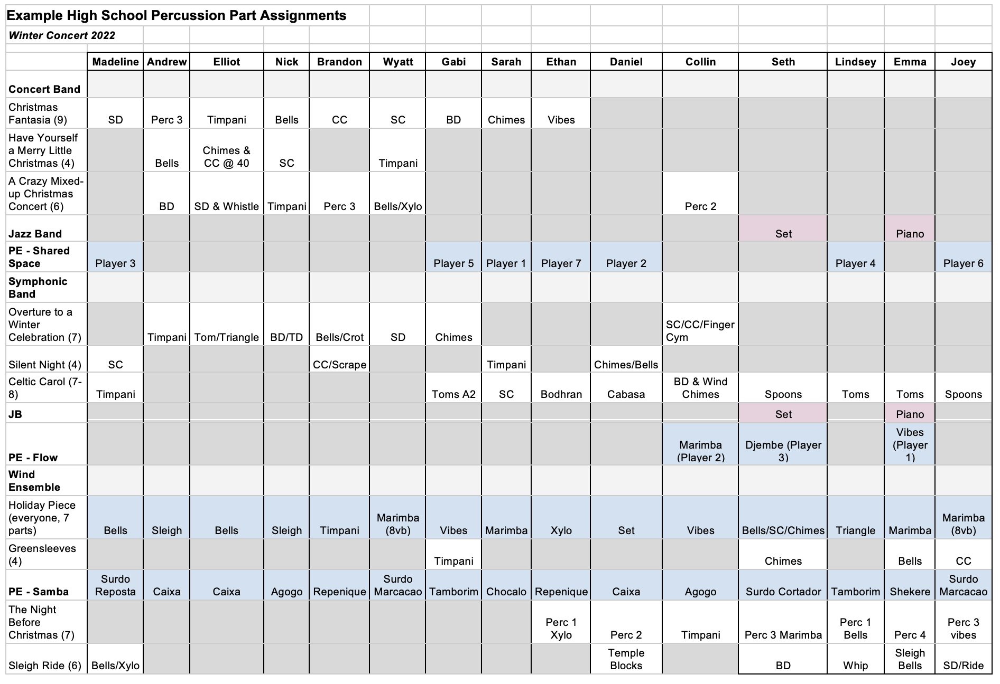 Example High School Percussion Part Assignments
Winter Concert 2022
Madeline Andrew Elliot Nick Brandon Wyatt Gabi Sarah Ethan Daniel Collin Seth Lindsey Emma Joey
Concert Band
Christmas
Fantasia (9) SD Perc 3 Timpani Bells CC SC BD Chimes Vibes
Have Yourself
a Merry Little Chimes &
Christmas (4) Bells CC @ 40 SC Timpani
A Crazy Mixed-
up Christmas
Concert (6) BD SD & Whistle Timpani Perc 3 Bells/Xylo Perc 2
Jazz Band Set Piano
PE - Shared
Space Player 3 Player 5 Player 1 Player 7 Player 2 Player 4 Player 6
Symphonic
Band
Overture to a
Winter SC/CC/Finger
Celebration (7) Timpani Tom/Triangle BD/TD Bells/Crot SD Chimes Cym
Silent Night (4) SC CC/Scrape Timpani Chimes/Bells
Celtic Carol (7- BD & Wind
8) Timpani Toms A2 SC Bodhran Cabasa Chimes Spoons Toms Toms Spoons
JB Set Piano
Vibes
Marimba Djembe (Player (Player
PE - Flow (Player 2) 3) 1)
Wind
Ensemble
Holiday Piece
(everyone, 7 Marimba Marimba
parts) Bells Sleigh Bells Sleigh Timpani (8vb) Vibes Marimba Xylo Set Vibes Bells/SC/Chimes Triangle Marimba (8vb)
Greensleeves
(4) Timpani Chimes Bells CC
Surdo Surdo Surdo
PE - Samba Reposta Caixa Caixa Agogo Repenique Marcacao Tamborim Chocalo Repenique Caixa Agogo Surdo Cortador Tamborim Shekere Marcacao
The Night
Before Perc 1 Perc 1 Perc 3
Christmas (7) Xylo Perc 2 Timpani Perc 3 Marimba Bells Perc 4 vibes
Temple Sleigh
Sleigh Ride (6) Bells/Xylo Blocks BD Whip Bells SD/Ride